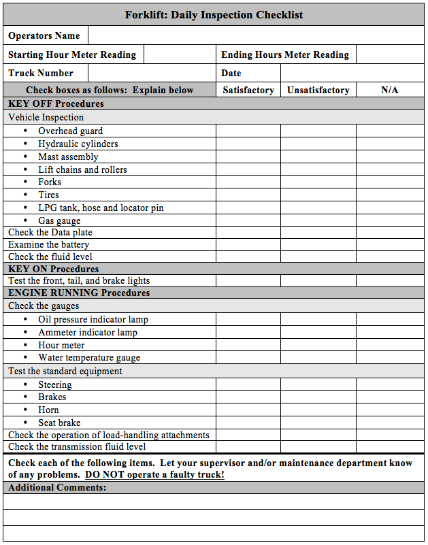 Forklift: Daily Inspection Checklist
Operators Name
Starting Hour Meter Reading Ending Hours Meter Reading
Truck Number Date
Check boxes as follows: Explain below Satisfactory Unsatisfactory N/A
KEY OFF Procedures
Vehicle Inspection
• Overhead guard
• Hydraulic cylinders
• Mast assembly
• Lift chains and rollers
• Forks
• Tires
• LPG tank, hose and locator pin
• Gas gauge
Check the Data plate
Examine the battery
Check the fluid level
KEY ON Procedures
Test the front, tail, and brake lights
ENGINE RUNNING Procedures
Check the gauges
• Oil pressure indicator lamp
• Ammeter indicator lamp
• Hour meter
• Water temperature gauge
Test the standard equipment
• Steering
• Brakes
• Horn
• Seat brake
Check the operation of load-handling attachments
Check the transmission fluid level
Check each of the following items. Let your supervisor and/or maintenance department know
of any problems. DO NOT operate a faulty truck!
Additional Comments: